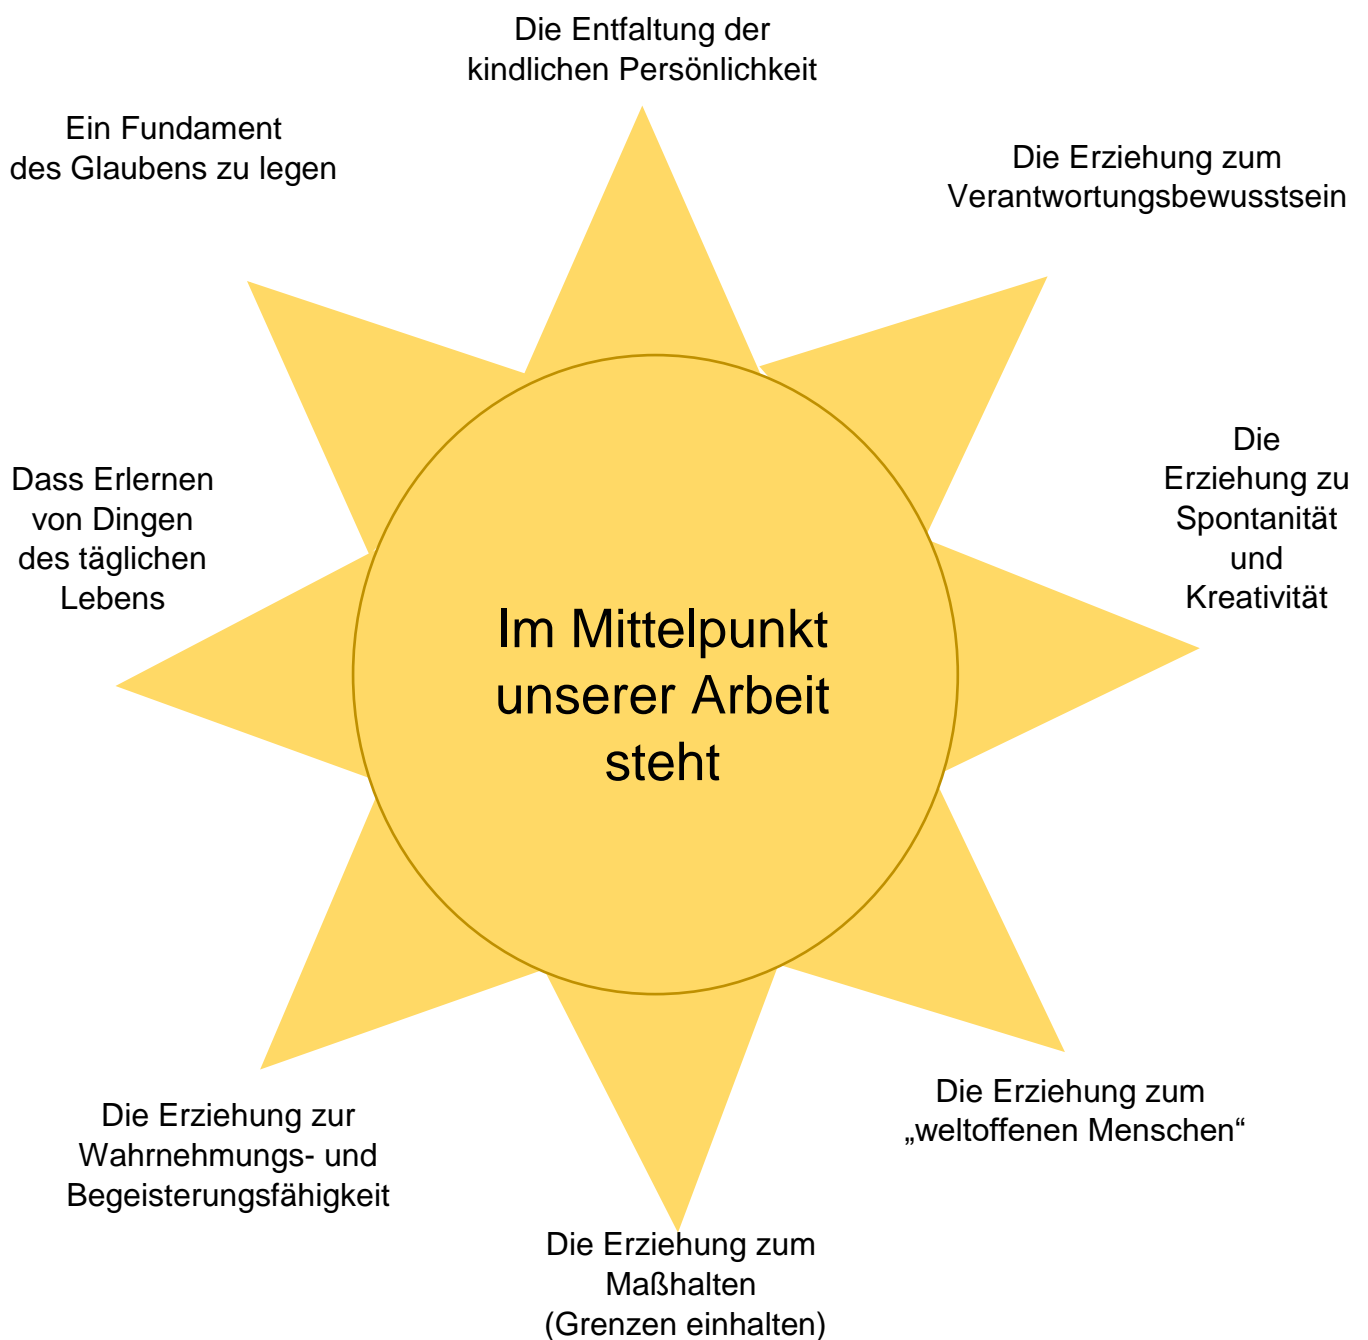 Die Entfaltung der
kindlichen Persönlichkeit
Ein Fundament
des Glaubens zu legen
Die Erziehung zum
Verantwortungsbewusstsein
Die
Erziehung zu
Spontanität
und
Kreativität
Dass Erlernen
von Dingen
des täglichen
Lebens
Im Mittelpunkt
unserer Arbeit
steht
Die Erziehung zum
„weltoffenen Menschen“
Die Erziehung zur
Wahrnehmungs- und
Begeisterungsfähigkeit
Die Erziehung zum
Maßhalten
(Grenzen einhalten)